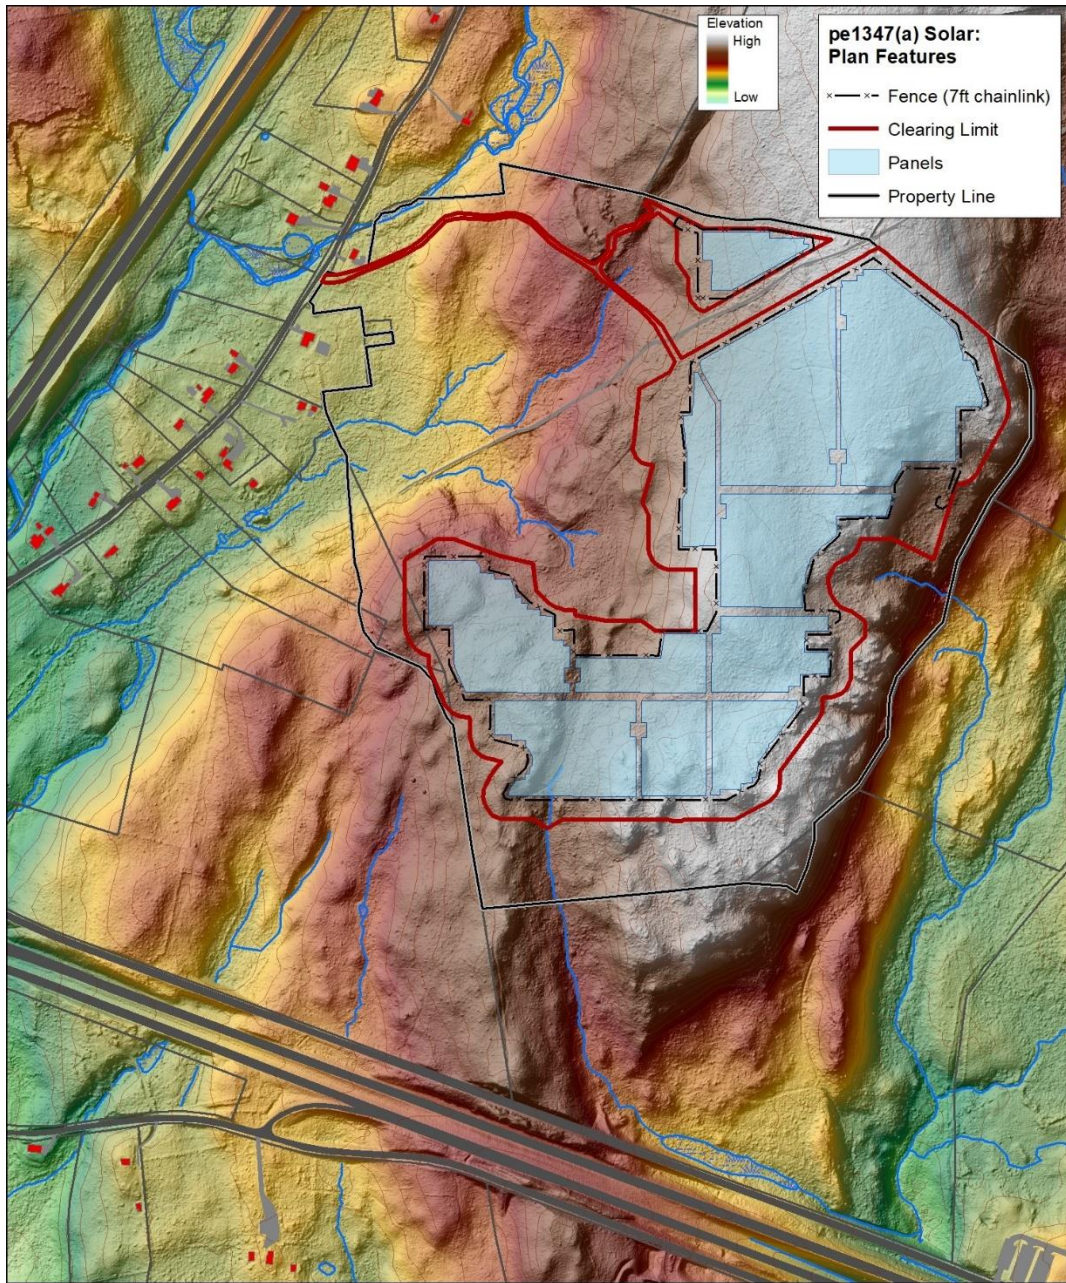 Elevation
High
Low
pe1347(a) Solar:
Plan Features
Fence (7ft chainlink)
Clearing Limit
Panels
Property Line